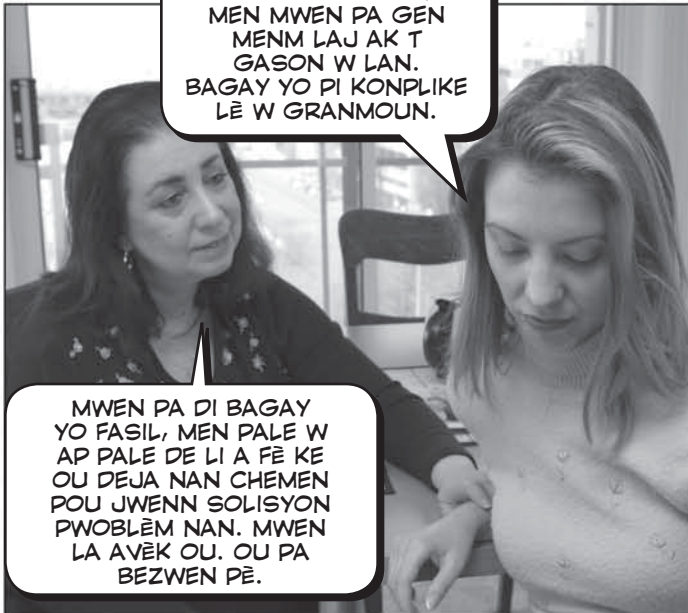 MEN MWEN PA GEN
MENM LAJ AK T
GASON W LAN.
BAGAY YO PI KONPLIKE
LÈ W GRANMOUN.
MWEN PA DI BAGAY
YO FASIL, MEN PALE W
AP PALE DE LI A FÈ KE
OU DEJA NAN CHEMEN
POU JWENN SOLISYON
PWOBLÈM NAN. MWEN
LA AVÈK OU. OU PA
BEZWEN PÈ.